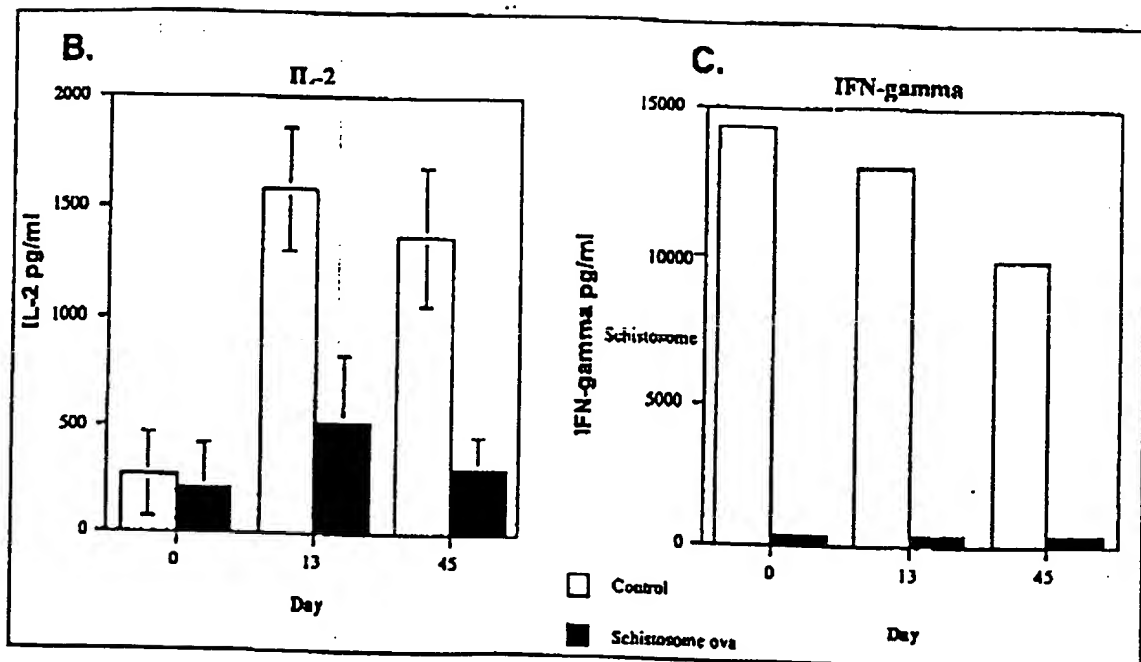 B.
IL-2
2000
1500
1000
500
0
IL-2 pg/ml
0
13
45
Day
C.
IFN-gamma
15000
10000
5000
0
IFN-gamma pg/ml
Schistosome
0
13
45
Day
Control
Schistosome ova